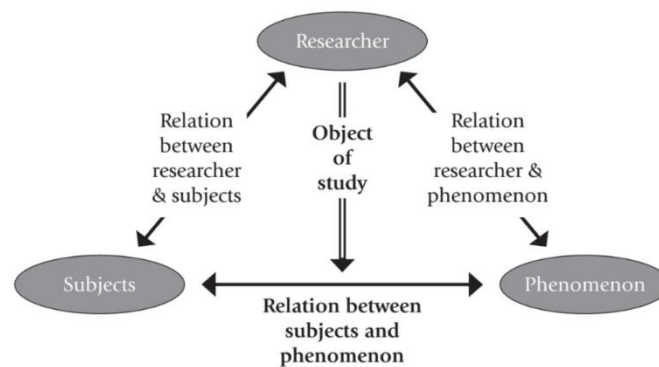 Researcher
Relation
between
researcher
& subjects
Object
of
study
Relation
between
researcher &
phenomenon
Subjects
Phenomenon
Relation between
subjects and
phenomenon